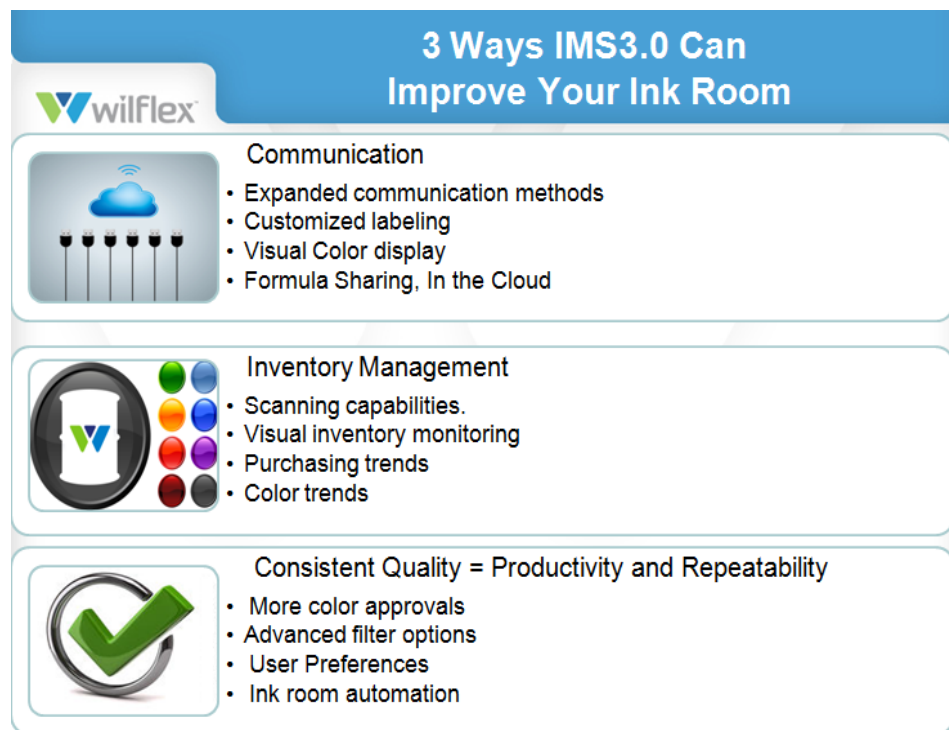 3 Ways IMS3.0 Can
Improve Your Ink Room
wilflex
Communication
• Expanded communication methods
• Customized labeling
• Visual Color display
• Formula Sharing, In the Cloud
Inventory Management
• Scanning capabilities.
• Visual inventory monitoring
• Purchasing trends
• Color trends
Consistent Quality = Productivity and Repeatability
• More color approvals
• Advanced filter options
• User Preferences
• Ink room automation